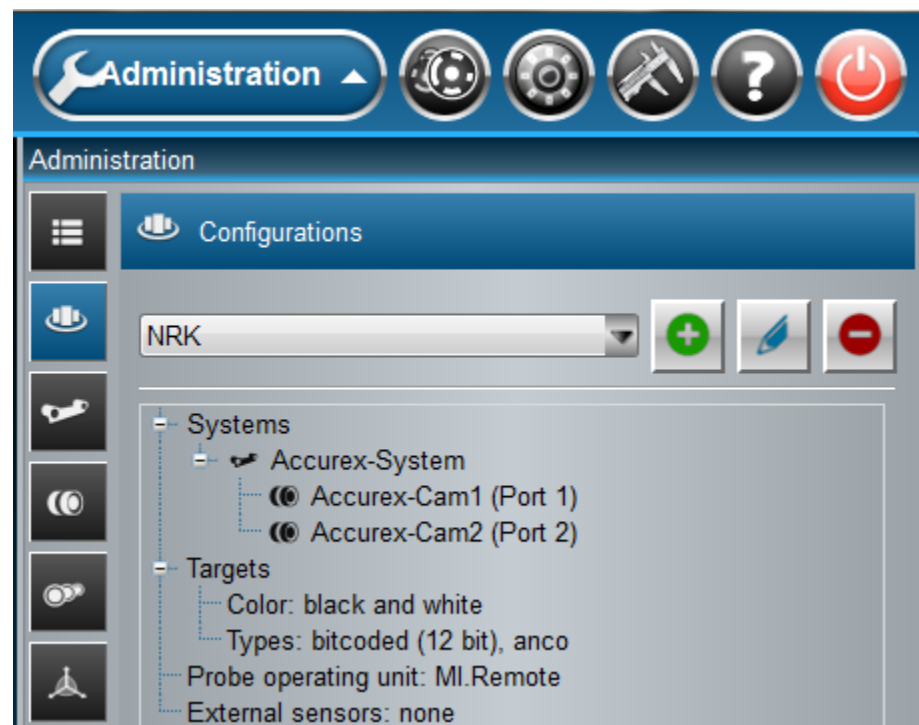 Administration
Administration
Configurations
NRK
Systems
Accurex-System
Accurex-Cam1 (Port 1)
Accurex-Cam2 (Port 2)
Targets
Color: black and white
Types: bitcoded (12 bit), anco
Probe operating unit: MI.Remote
External sensors: none